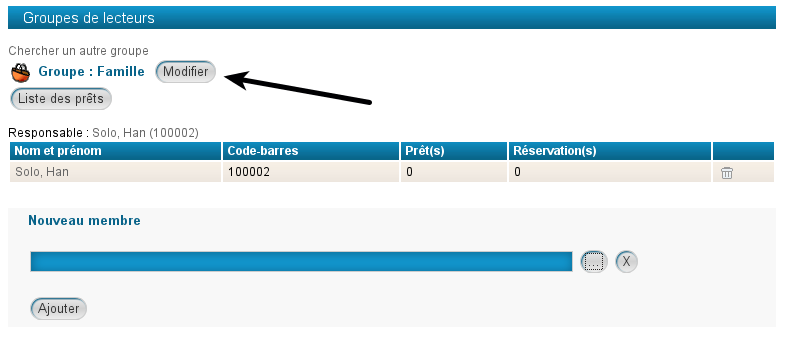 Groupes de lecteurs
Chercher un autre groupe
Groupe : Famille Modifier
Liste des prêts
Responsable : Solo, Han (100002)
Nom et prénom Code-barres Prêt(s) Réservation(s)
Solo, Han 100002 0 0
Nouveau membre
... X
Ajouter